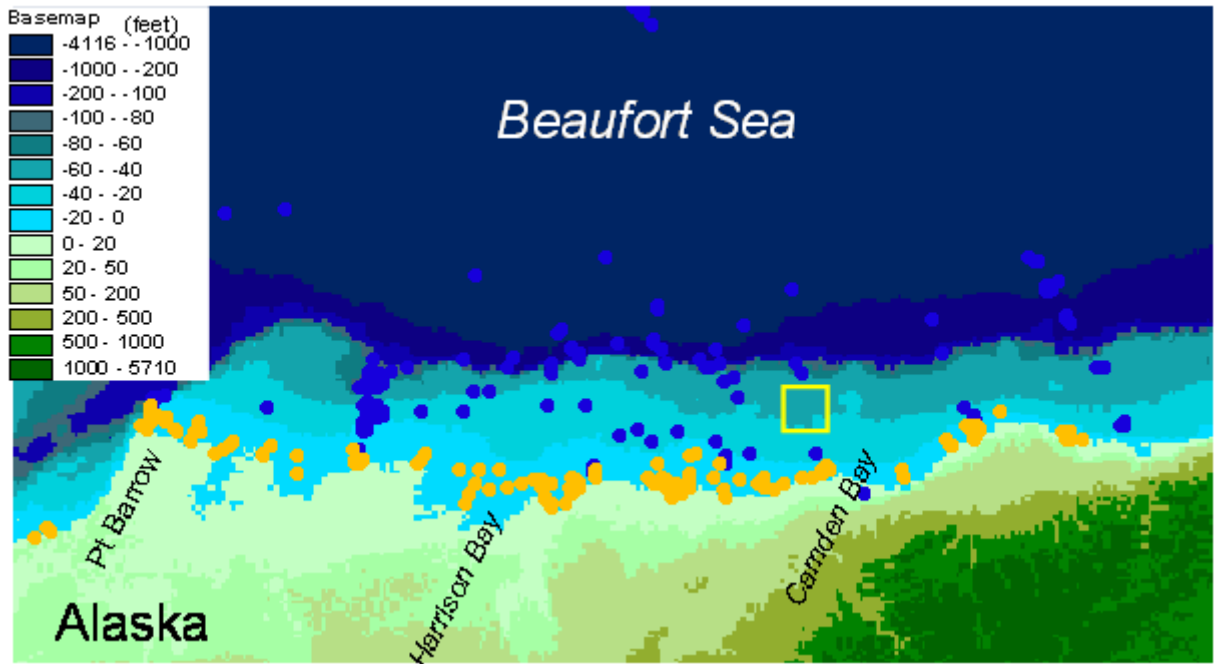 Basemap (feet)
-4116 - -1000
-1000 - -200
-200 - -100
-100 - -80
-80 - -60
-60 - -40
-40 - -20
-20 - 0
0 - 20
20 - 50
50 - 200
200 - 500
500 - 1000
1000 - 5710
Beaufort Sea
Pt Barrow
Harrison Bay
Camden Bay
Alaska